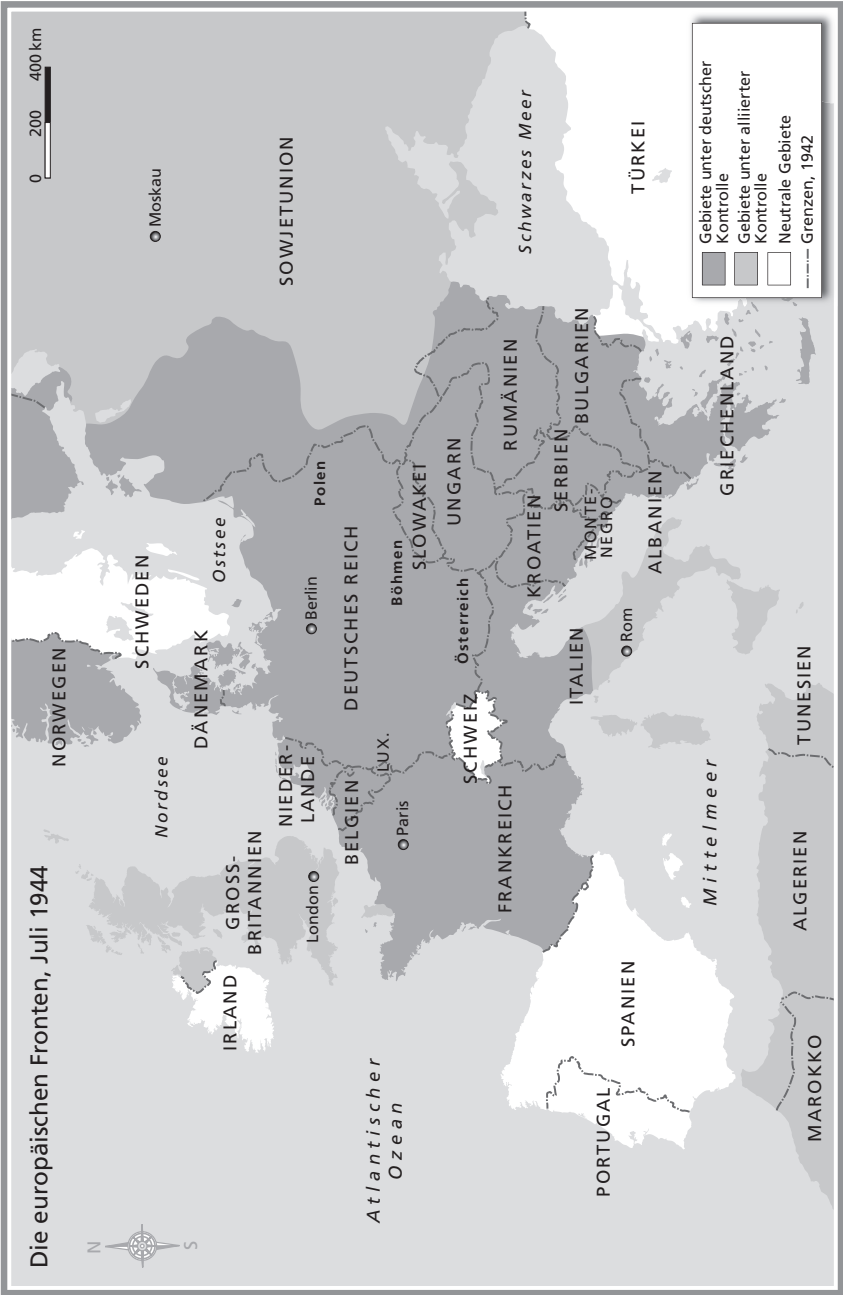 Die europäischen Fronten, Juli 1944
N
S
0 200 400 km
NORWEGEN
SCHWEDEN
Moskau
Nordsee
DÄNEMARK
Ostsee
IRLAND
GROSS-
BRITANNIEN
London
NIEDER-
LANDE
Berlin
Polen
SOWJETUNION
BELGIEN
LUX.
DEUTSCHES REICH
Atlantischer
Ozean
Paris
Böhmen
SLOWAKEI
UNGARN
Österreich
SCHWEIZ
FRANKREICH
RUMÄNIEN
KROATIEN
SERBIEN
BULGARIEN
Schwarzes Meer
MONTE-
NEGRO
ITALIEN
Rom
ALBANIEN
TÜRKEI
PORTUGAL
SPANIEN
Mittelmeer
GRIECHENLAND
MAROKKO
ALGERIEN
TUNESIEN
Gebiete unter deutscher
Kontrolle
Gebiete unter alliierter
Kontrolle
Neutrale Gebiete
Grenzen, 1942